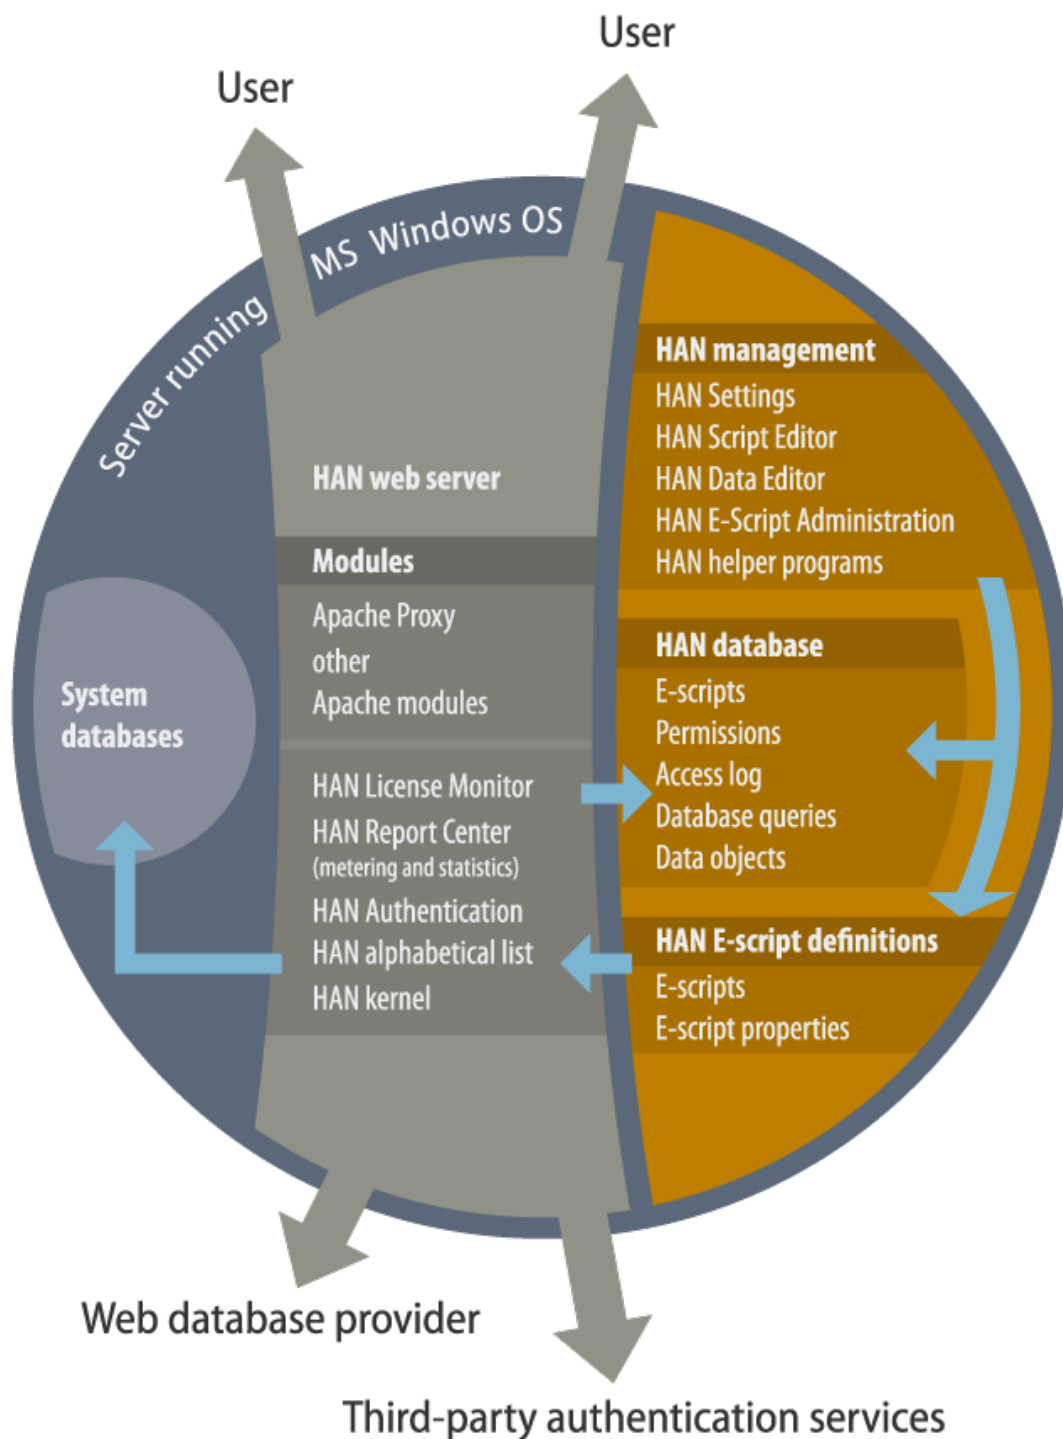 User
User
Server running MS Windows OS
HAN web server
Modules
Apache Proxy
other
Apache modules
HAN License Monitor
HAN Report Center
(metering and statistics)
HAN Authentication
HAN alphabetical list
HAN kernel
System
databases
HAN management
HAN Settings
HAN Script Editor
HAN Data Editor
HAN E-Script Administration
HAN helper programs
HAN database
E-scripts
Permissions
Access log
Database queries
Data objects
HAN E-script definitions
E-scripts
E-script properties
Web database provider
Third-party authentication services